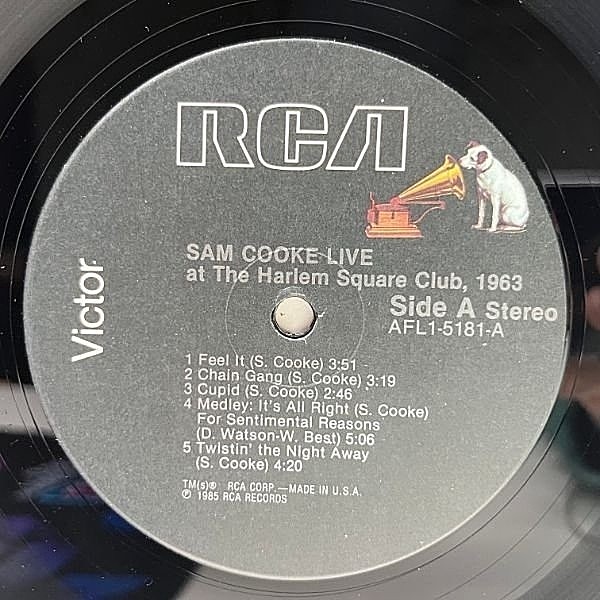 RCA
Victor
SAM COOKE LIVE
at The Harlem Square Club, 1963
Side A Stereo
AFL1-5181-A
1 Feel It (S. Cooke) 3:51
2 Chain Gang (S. Cooke) 3:19
3 Cupid (S. Cooke) 2:46
4 Medley: It's All Right (S. Cooke)
For Sentimental Reasons
(D. Watson-W. Best) 5:06
5 Twistin' the Night Away
(S. Cooke) 4:20
TM(s)® RCA CORP.—MADE IN U.S.A.
℗ 1985 RCA RECORDS